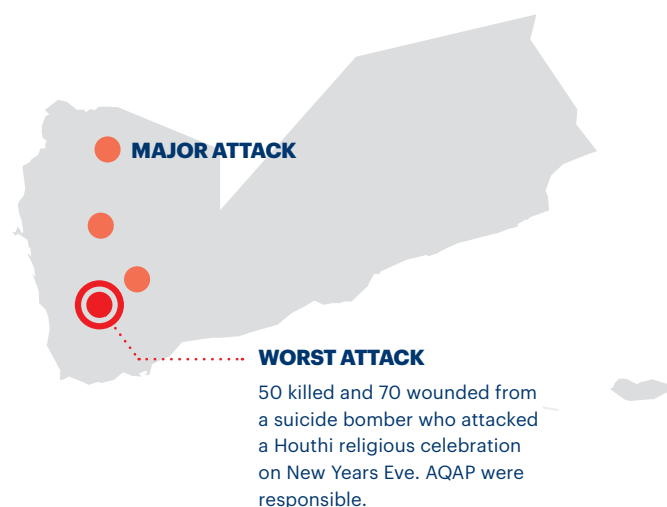 MAJOR ATTACK
WORST ATTACK
50 killed and 70 wounded from
a suicide bomber who attacked
a Houthi religious celebration
on New Years Eve. AQAP were
responsible.